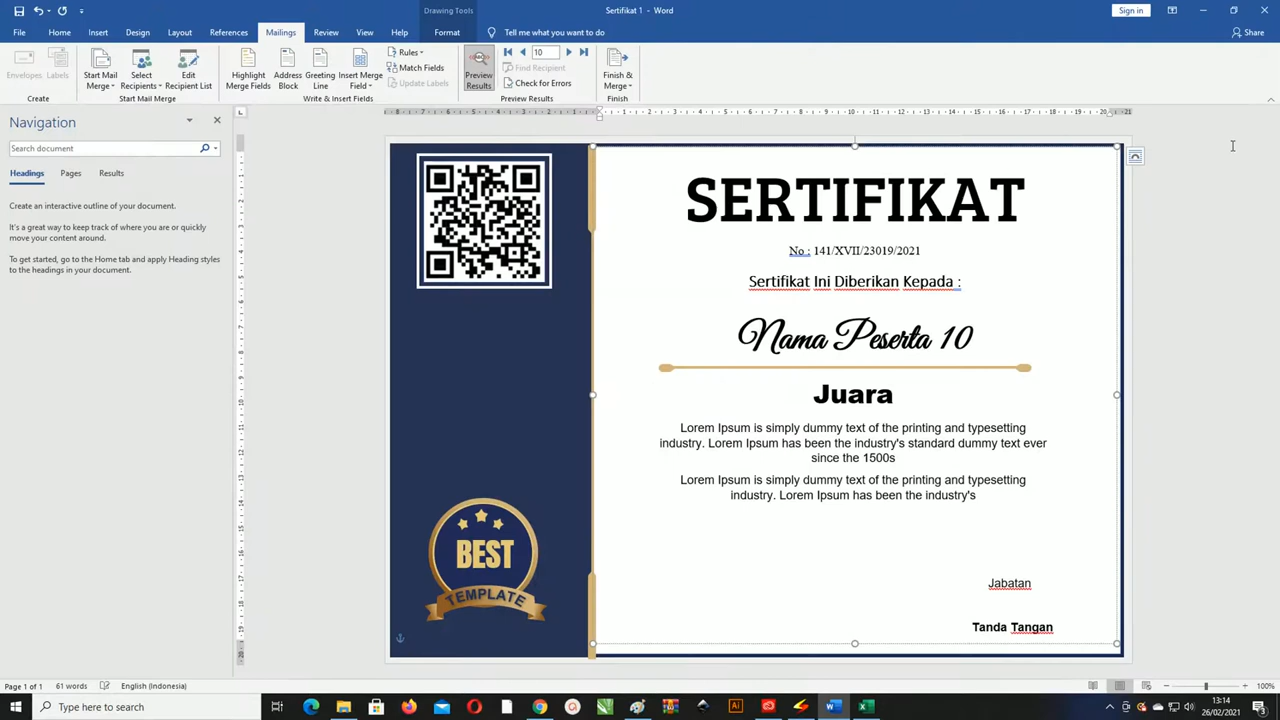 Drawing Tools
Sertifikat 1 - Word
Sign in
File
Home
Insert
Design
Layout
References
Mailings
Review
View
Help
Format
Tell me what you want to do
Share
Envelopes
Labels
Create
Start Mail
Merge
Select
Recipients
Edit
Recipient List
Start Mail Merge
Highlight
Merge Fields
Address
Block
Greeting
Line
Insert Merge
Field
Rules
Match Fields
Update Labels
Write & Insert Fields
Preview
Results
10
Find Recipient
Check for Errors
Preview Results
Finish &
Merge
Finish
Navigation
Search document
Headings
Pages
Results
Create an interactive outline of your document.
It's a great way to keep track of where you are or quickly
move your content around.
To get started, go to the Home tab and apply Heading styles
to the headings in your document.
SERTIFIKAT
No : 141/XVII/23019/2021
Sertifikat Ini Diberikan Kepada :
Nama Peserta 10
Juara
Lorem Ipsum is simply dummy text of the printing and typesetting
industry. Lorem Ipsum has been the industry's standard dummy text ever
since the 1500s
Lorem Ipsum is simply dummy text of the printing and typesetting
industry. Lorem Ipsum has been the industry's
BEST
TEMPLATE
Jabatan
Tanda Tangan
Page 1 of 1
61 words
English (Indonesia)
100%
Type here to search
13:14
26/02/2021